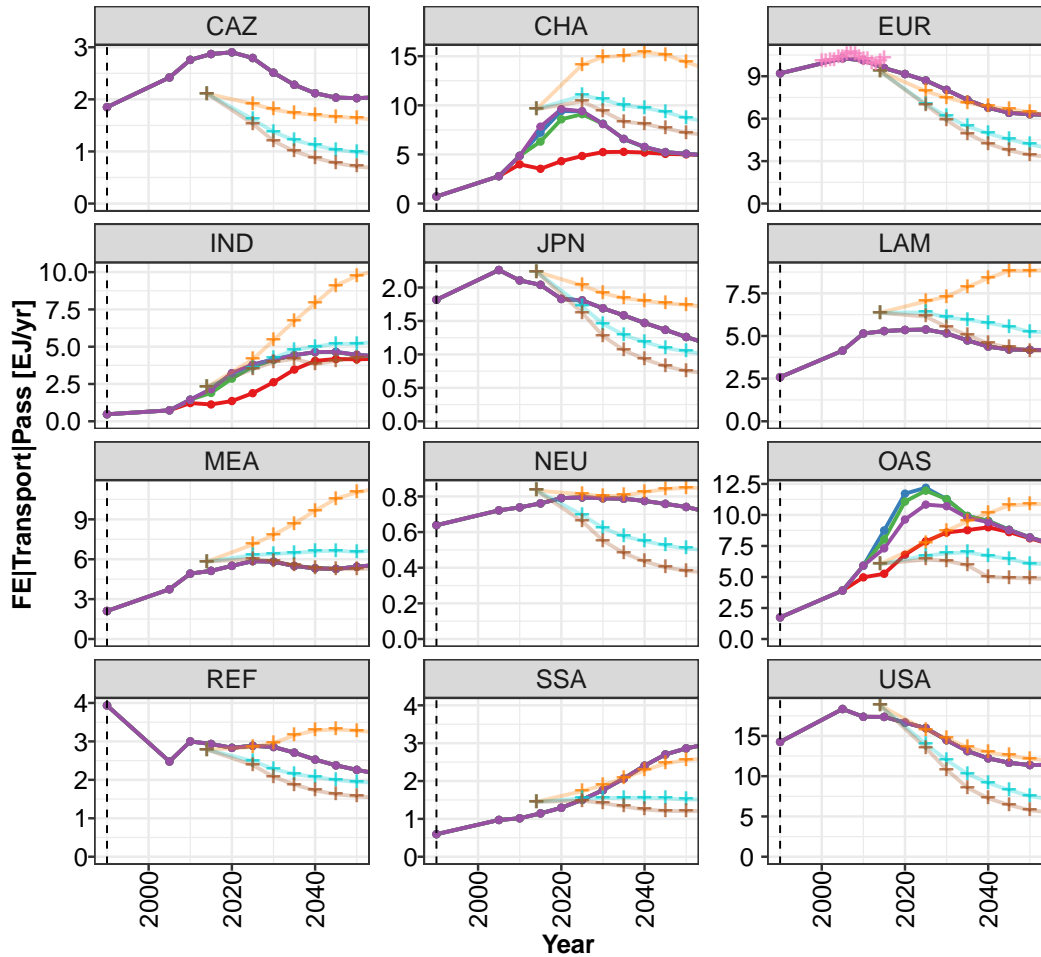 CAZ CHA EUR
3 15 9
2 10 6
1 5 3
0 0 0
IND JPN LAM
10.0 2.0 7.5
7.5 1.5 5.0
5.0 1.0 2.5
2.5 0.5
0.0 0.0 0.0
FE|Transport|Pass [EJ/yr]
MEA NEU OAS
9 0.8 12.5
6 0.6 10.0
3 0.4 7.5
0.2 5.0
2.5
0 0.0 0.0
REF SSA USA
4 4 15
3 3 10
2 2 5
1 1
0 0 0
2000 2020 2040 2000 2020 2040 2000 2020 2040
Year